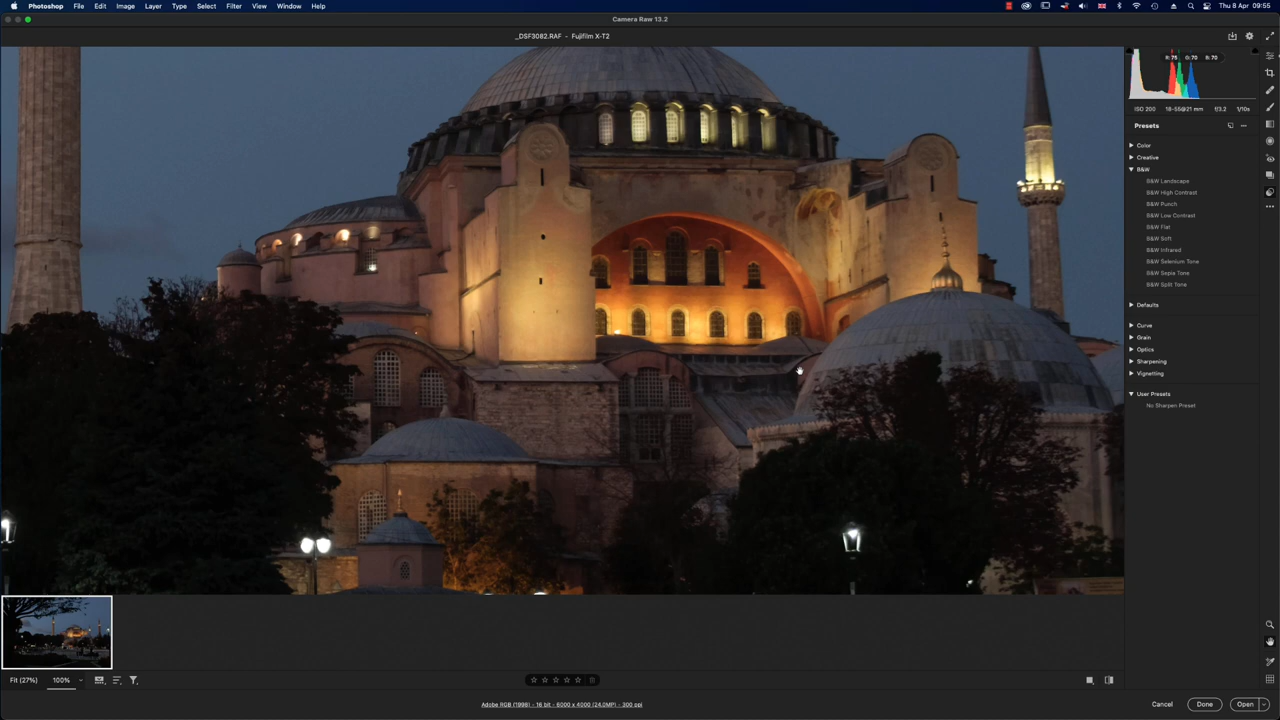 Photoshop File Edit Image Layer Type Select Filter View Window Help Thu 8 Apr 09:55
Camera Raw 13.2
_DSF3082.RAF - Fujifilm X-T2
R: 75 G: 70 B: 70
ISO 200 18-55@21 mm f/3.2 1/10s
Presets
Color
Creative
B&W
B&W Landscape
B&W High Contrast
B&W Punch
B&W Low Contrast
B&W Flat
B&W Soft
B&W Infrared
B&W Selenium Tone
B&W Sepia Tone
B&W Split Tone
Defaults
Curve
Grain
Optics
Sharpening
Vignetting
User Presets
No Sharpen Preset
Fit (27%) 100%
Adobe RGB (1998) - 16 bit - 6000 x 4000 (24.0MP) - 300 ppi
Cancel Done Open